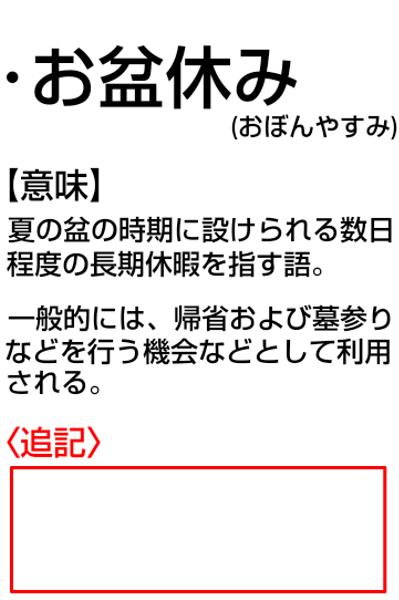 ・お盆休み
(おぼんやすみ)
【意味】
夏の盆の時期に設けられる数日
程度の長期休暇を指す語。
一般的には、帰省および墓参り
などを行う機会などとして利用
される。
〈追記〉